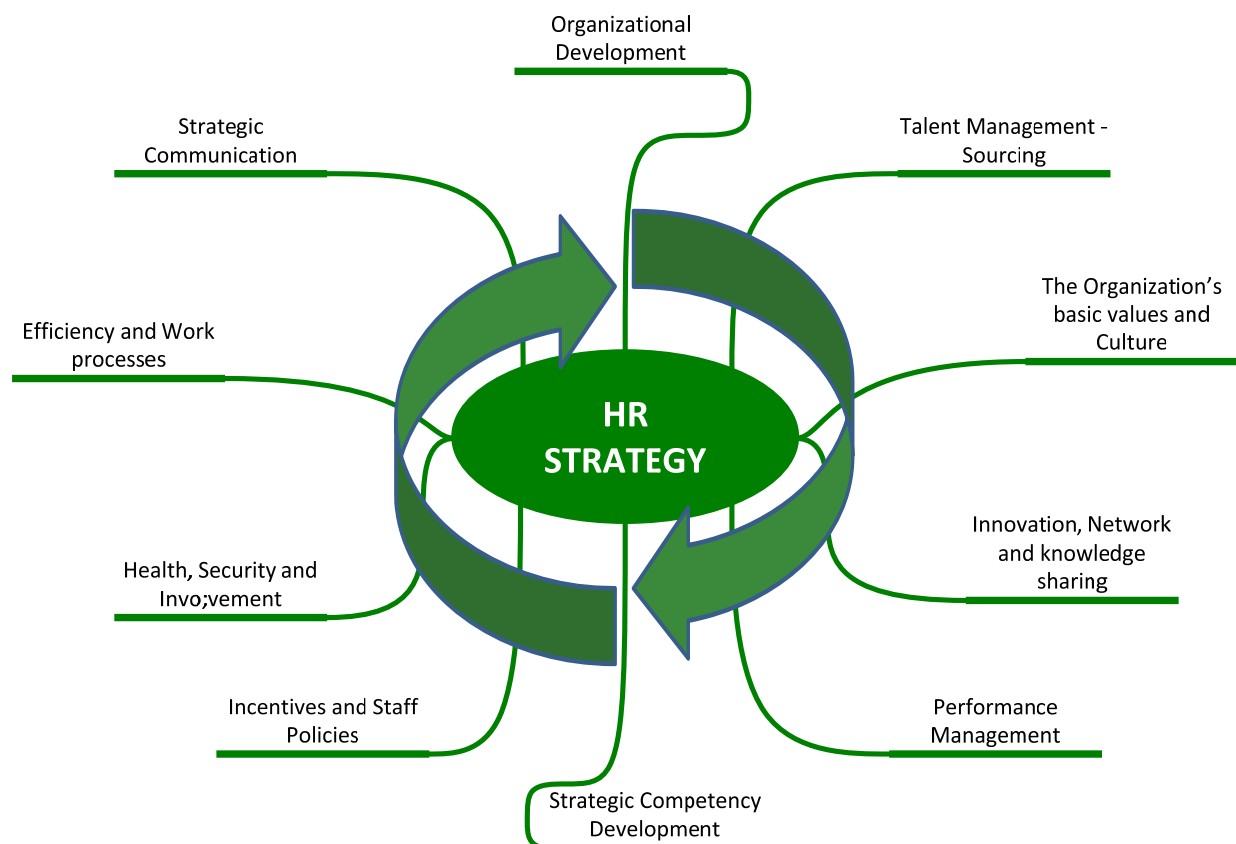 Organizational
Development
Strategic
Communication
Talent Management -
Sourcing
The Organization’s
basic values and
Culture
Efficiency and Work
processes
HR
STRATEGY
Innovation, Network
and knowledge
sharing
Health, Security and
Invo;vement
Incentives and Staff
Policies
Performance
Management
Strategic Competency
Development